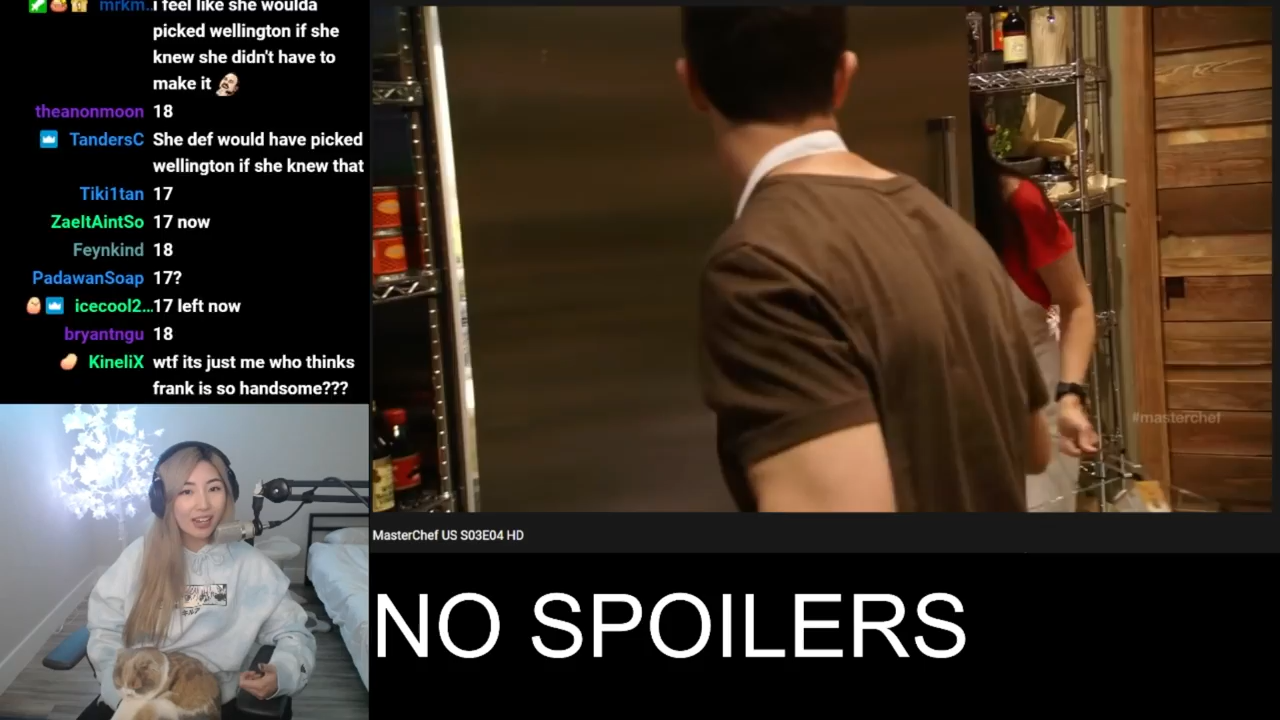 mrkm.. i feel like she woulda
picked wellington if she
knew she didn't have to
make it
theanonmoon 18
TandersC She def would have picked
wellington if she knew that
Tiki1tan 17
ZaeItAintSo 17 now
Feynkind 18
PadawanSoap 17?
icecool2... 17 left now
bryantngu 18
KineliX wtf its just me who thinks
frank is so handsome???
#masterchef
MasterChef US S03E04 HD
NO SPOILERS